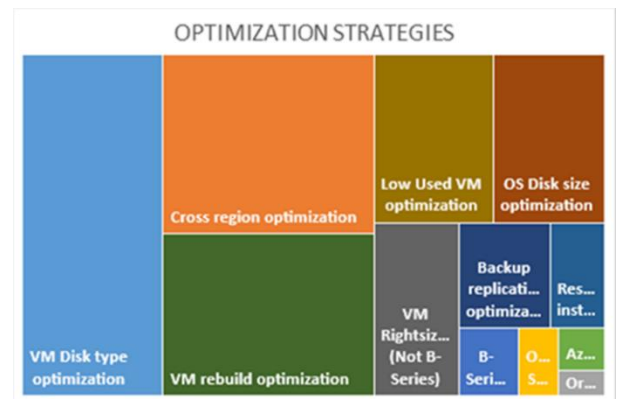 OPTIMIZATION STRATEGIES
Cross region optimization
Low Used VM
optimization
OS Disk size
optimization
VM Disk type
optimization
VM rebuild optimization
VM
Rightsiz...
(Not B-
Series)
Backup
replicati...
optimiza...
Res...
inst...
B-
Seri...
O...
S...
Az...
Or...